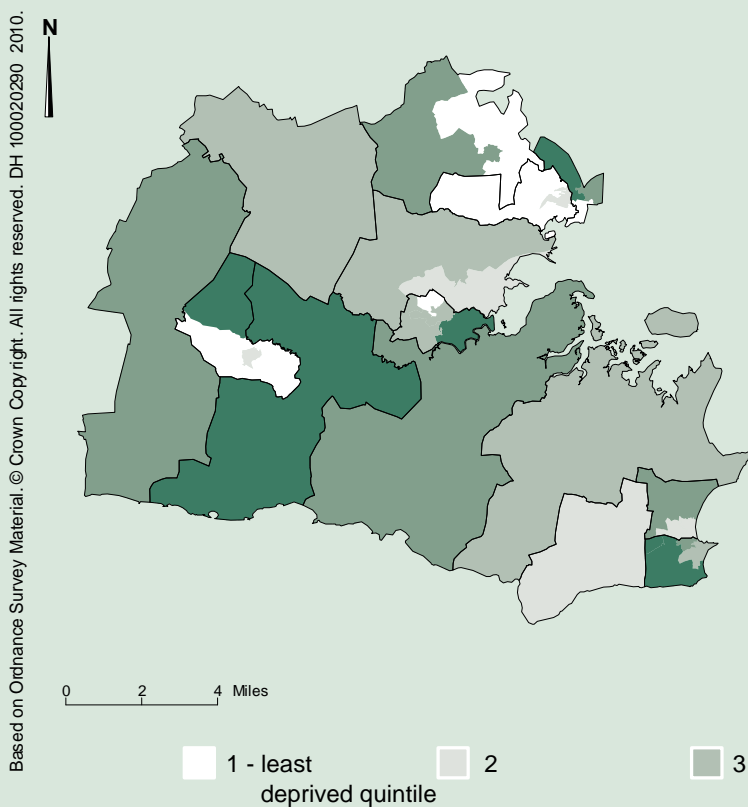 Based on Ordnance Survey Material. © Crown Copyright. All rights reserved. DH 100020290 2010.
N
0 2 4 Miles
1 - least
deprived quintile
2
3